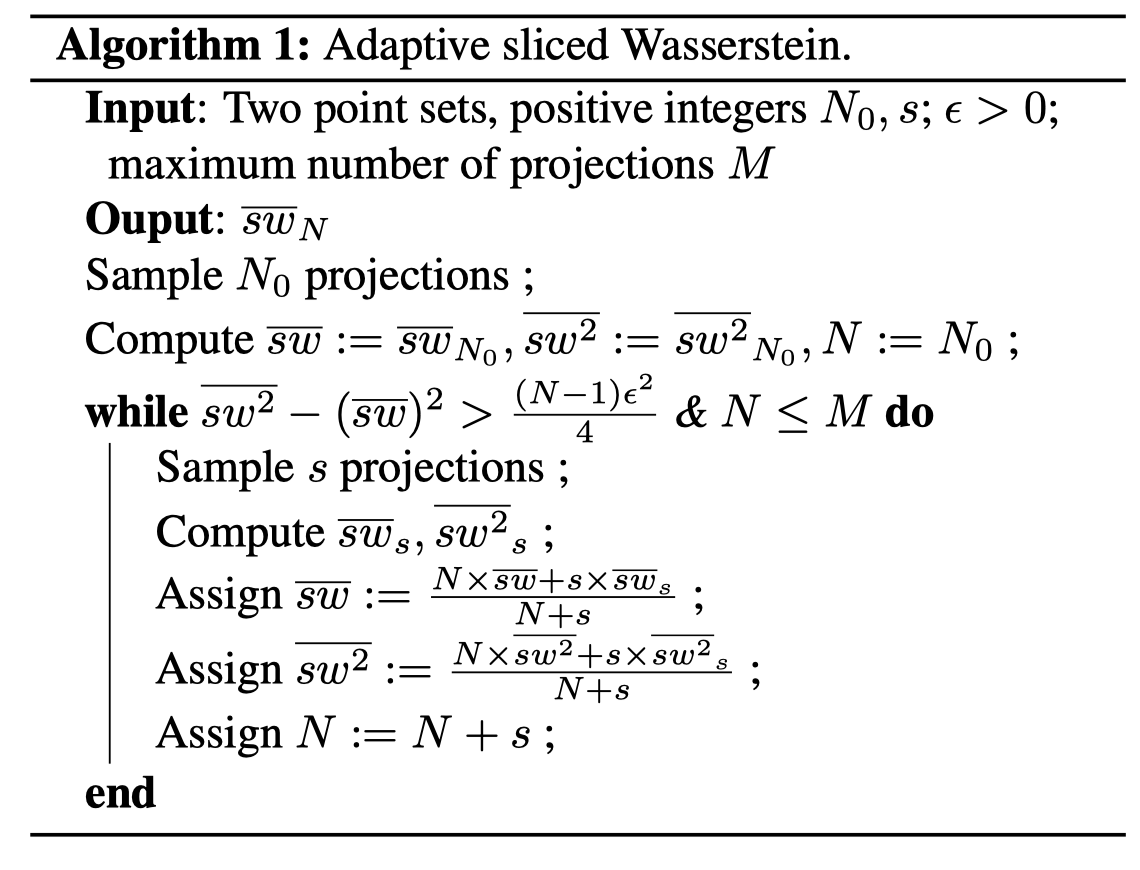 Algorithm 1: Adaptive sliced Wasserstein.
Input: Two point sets, positive integers $N_0, s$; $\epsilon > 0$;
maximum number of projections $M$
Ouput: $\overline{sw}_N$
Sample $N_0$ projections ;
Compute $\overline{sw} := \overline{sw}_{N_0}, \overline{sw^2} := \overline{sw^2}_{N_0}, N := N_0$ ;
while $\overline{sw^2} - (\overline{sw})^2 > \frac{(N-1)\epsilon^2}{4}$ & $N \leq M$ do
Sample $s$ projections ;
Compute $\overline{sw}_s, \overline{sw^2}_s$ ;
Assign $\overline{sw} := \frac{N \times \overline{sw} + s \times \overline{sw}_s}{N+s}$ ;
Assign $\overline{sw^2} := \frac{N \times \overline{sw^2} + s \times \overline{sw^2}_s}{N+s}$ ;
Assign $N := N + s$ ;
end